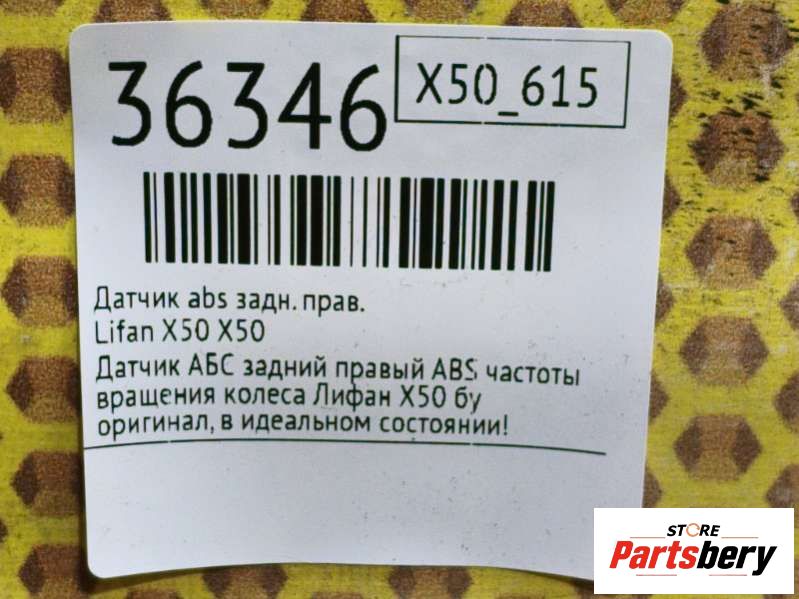 36346
X50_615
Датчик abs задн. прав.
Lifan X50 X50
Датчик АБС задний правый ABS частоты
вращения колеса Лифан X50 бу
оригинал, в идеальном состоянии!
STORE
Partsbery